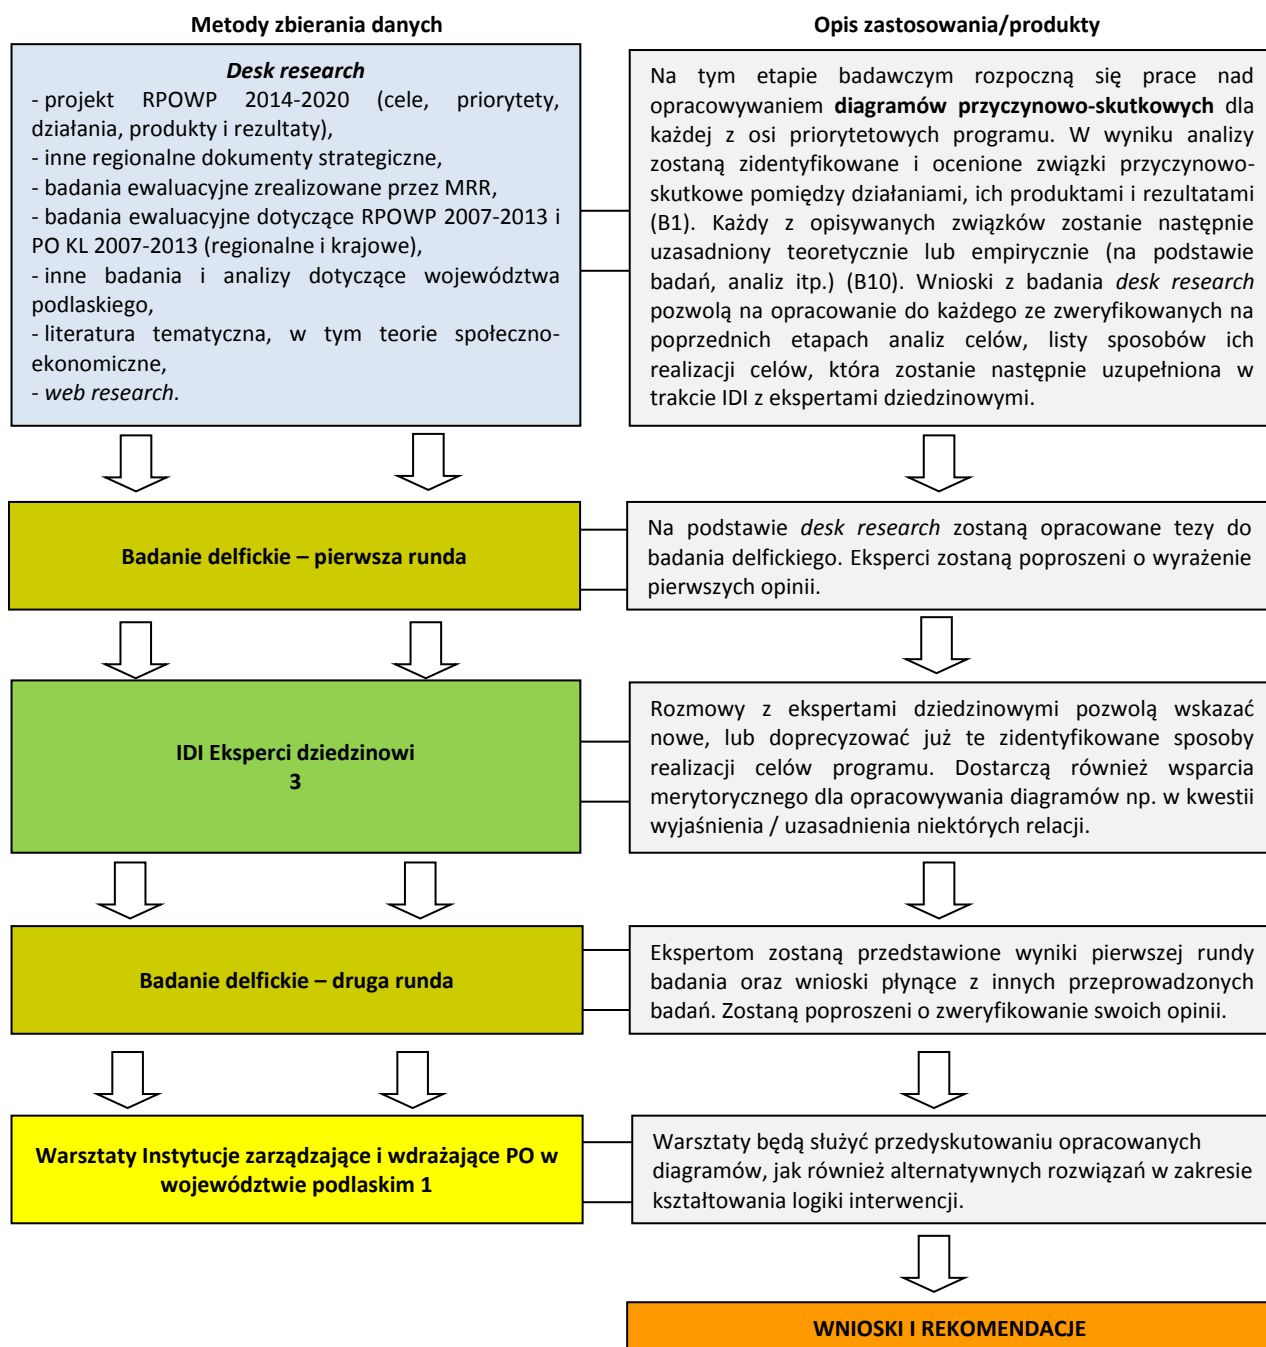 Metody zbierania danych
Opis zastosowania/produkty
Desk research
- projekt RPOWP 2014-2020 (cele, priorytety,
działania, produkty i rezultaty),
- inne regionalne dokumenty strategiczne,
- badania ewaluacyjne zrealizowane przez MRR,
- badania ewaluacyjne dotyczące RPOWP 2007-2013 i
PO KL 2007-2013 (regionalne i krajowe),
- inne badania i analizy dotyczące województwa
podlaskiego,
- literatura tematyczna, w tym teorie społeczno-
ekonomiczne,
- web research.
Na tym etapie badawczym rozpoczną się prace nad
opracowywaniem diagramów przyczynowo-skutkowych dla
każdej z osi priorytetowych programu. W wyniku analizy
zostaną zidentyfikowane i ocenione związki przyczynowo-
skutkowe pomiędzy działaniami, ich produktami i rezultatami
(B1). Każdy z opisywanych związków zostanie następnie
uzasadniony teoretycznie lub empirycznie (na podstawie
badań, analiz itp.) (B10). Wnioski z badania desk research
pozwolą na opracowanie do każdego ze zweryfikowanych na
poprzednich etapach analiz celów, listy sposobów ich
realizacji celów, która zostanie następnie uzupełniona w
trakcie IDI z ekspertami dziedzinowymi.
Badanie delfickie – pierwsza runda
Na podstawie desk research zostaną opracowane tezy do
badania delfickiego. Eksperci zostaną poproszeni o wyrażenie
pierwszych opinii.
IDI Eksperci dziedzinowi
3
Rozmowy z ekspertami dziedzinowymi pozwolą wskazać
nowe, lub doprecyzować już te zidentyfikowane sposoby
realizacji celów programu. Dostarczą również wsparcia
merytorycznego dla opracowywania diagramów np. w kwestii
wyjaśnienia / uzasadnienia niektórych relacji.
Badanie delfickie – druga runda
Ekspertom zostaną przedstawione wyniki pierwszej rundy
badania oraz wnioski płynące z innych przeprowadzonych
badań. Zostaną poproszeni o zweryfikowanie swoich opinii.
Warsztaty Instytucje zarządzające i wdrażające PO w
województwie podlaskim 1
Warsztaty będą służyć przedyskutowaniu opracowanych
diagramów, jak również alternatywnych rozwiązań w zakresie
kształtowania logiki interwencji.
WNIOSKI I REKOMENDACJE